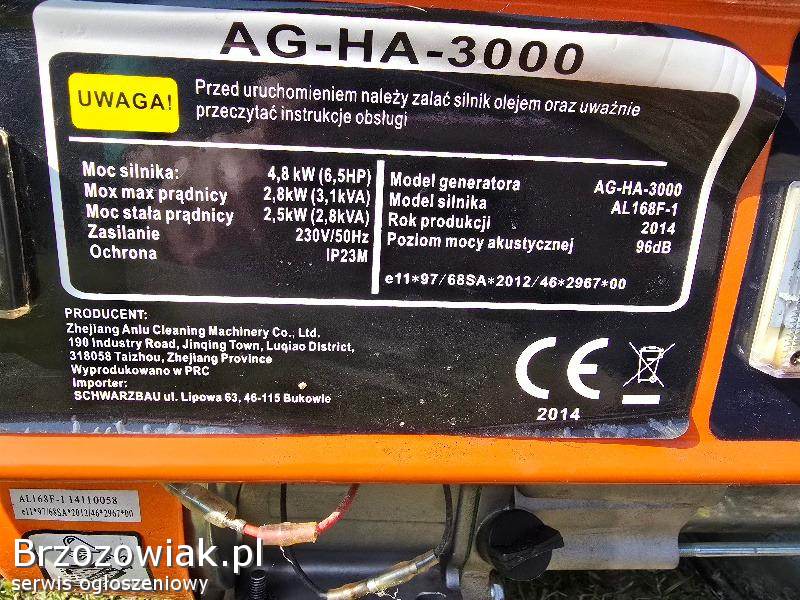 AG-HA-3000
UWAGA!
Przed uruchomieniem należy zalać silnik olejem oraz uważnie
przeczytać instrukcje obsługi
Moc silnika: 4,8 kW (6,5HP)
Mox max prądnicy 2,8kW (3,1kVA)
Moc stała prądnicy 2,5kW (2,8kVA)
Zasilanie 230V/50Hz
Ochrona IP23M
Model generatora AG-HA-3000
Model silnika AL168F-1
Rok produkcji 2014
Poziom mocy akustycznej 96dB
e11*97/68SA*2012/46*2967*00
PRODUCENT:
Zhejiang Anlu Cleaning Machinery Co., Ltd.
190 Industry Road, Jinqing Town, Luqiao District,
318058 Taizhou, Zhejiang Province
Wyprodukowano w PRC
Importer:
SCHWARZBAU ul. Lipowa 63, 46-115 Bukowie
CE
2014
AL168F-1 14110058
e11*97/68SA*2012/46*2967*00
Brzozowiak.pl
serwis ogłoszeniowy